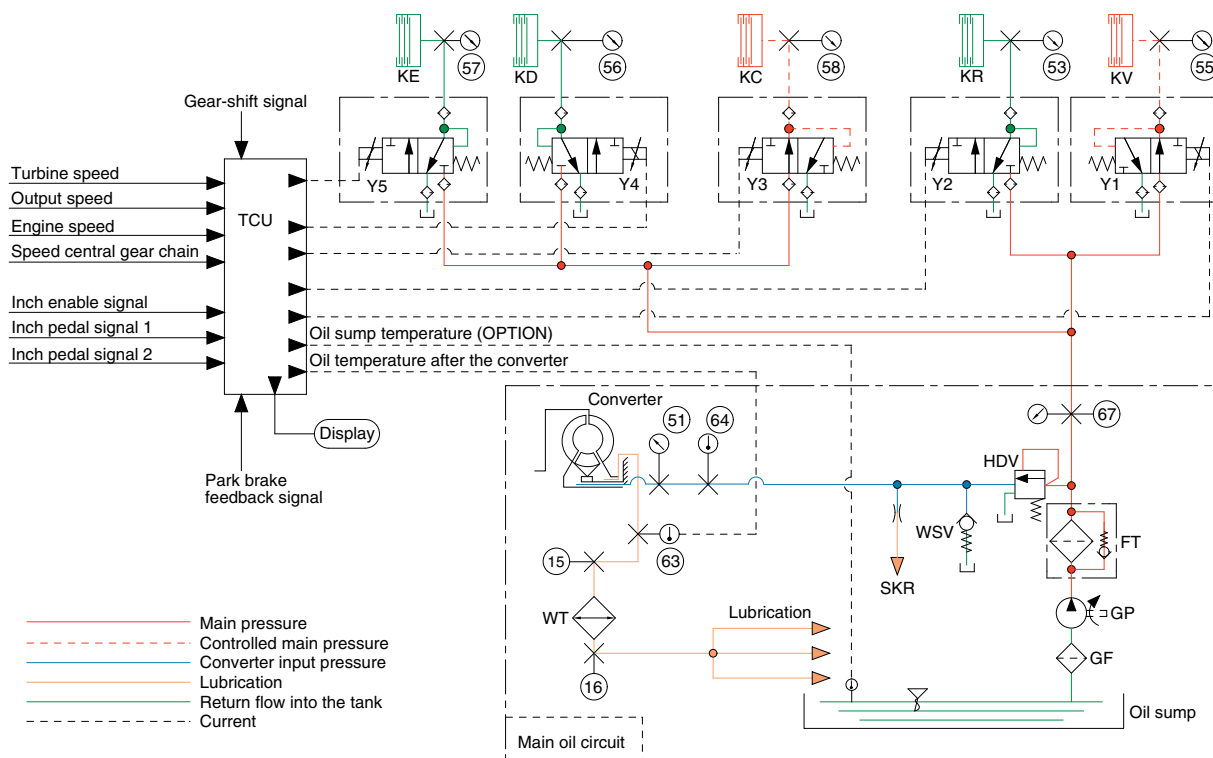 KE
57
KD
56
KC
58
KR
53
KV
55
Gear-shift signal
Y5
Y4
Y3
Y2
Y1
Turbine speed
Output speed
Engine speed
Speed central gear chain
TCU
Inch enable signal
Inch pedal signal 1
Inch pedal signal 2
Oil sump temperature (OPTION)
Oil temperature after the converter
Display
Park brake
feedback signal
Converter
51
64
67
HDV
WSV
FT
SKR
15
63
WT
Lubrication
GP
GF
16
Oil sump
Main oil circuit
Main pressure
Controlled main pressure
Converter input pressure
Lubrication
Return flow into the tank
Current